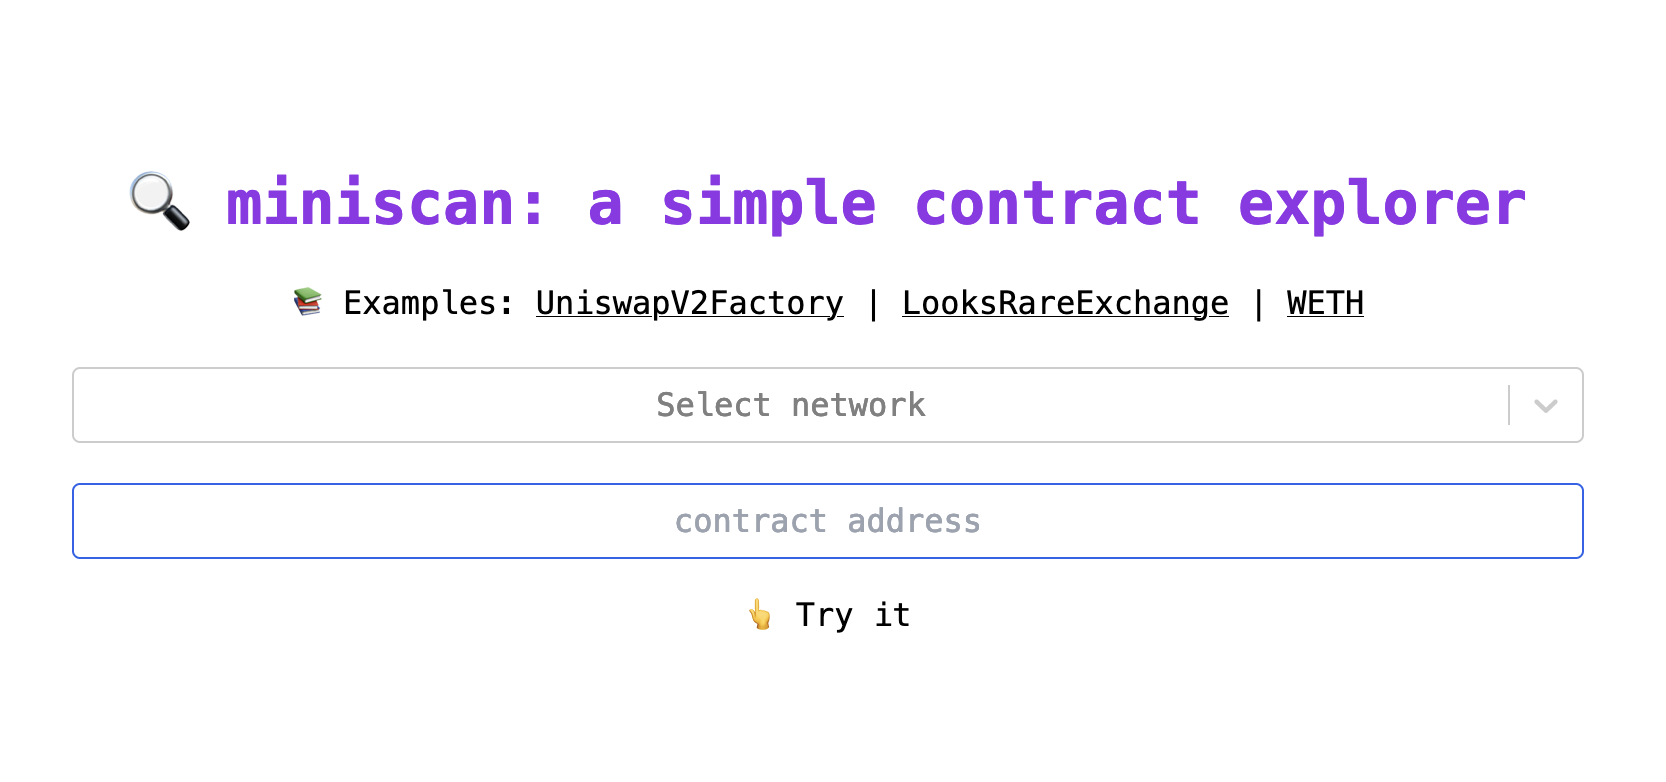 🔍 miniscan: a simple contract explorer
📚 Examples: UniswapV2Factory | LooksRareExchange | WETH
Select network
contract address
👆 Try it